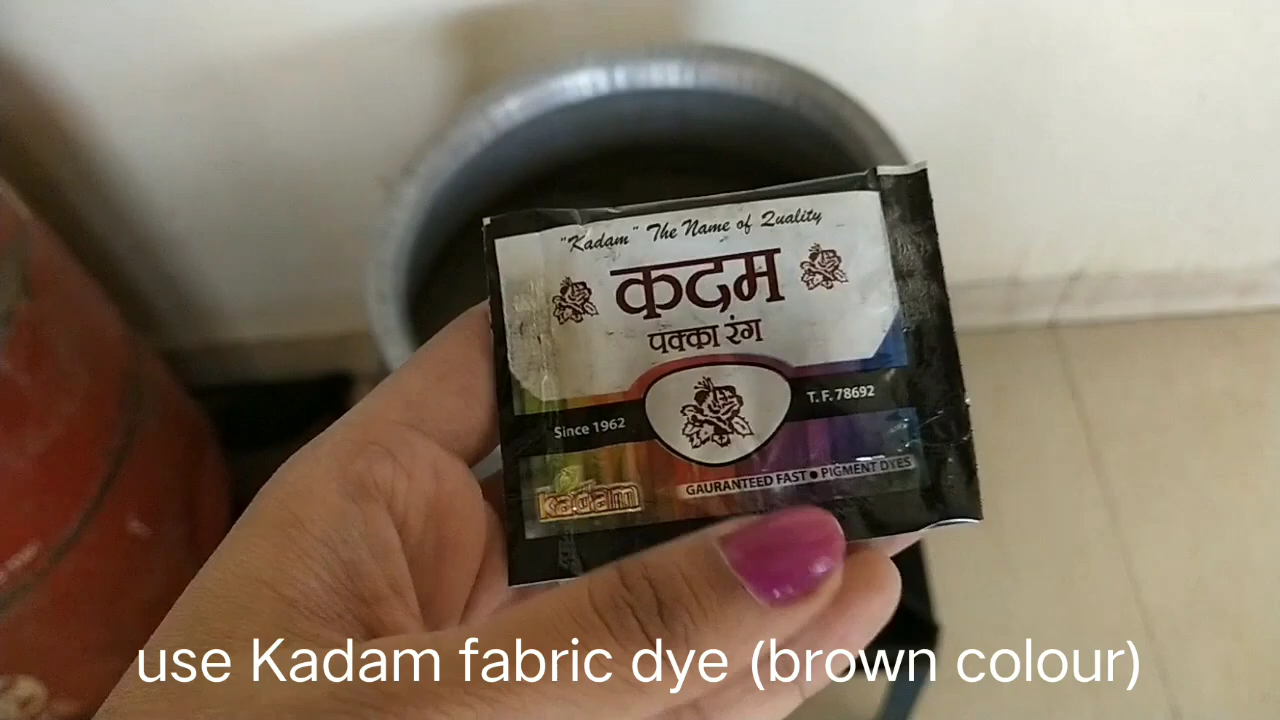 "Kadam" The Name of Quality
कदम
पक्का रंग
Since 1962
T. F. 78692
kadam
GAURANTEED FAST ● PIGMENT DYES
use Kadam fabric dye (brown colour)